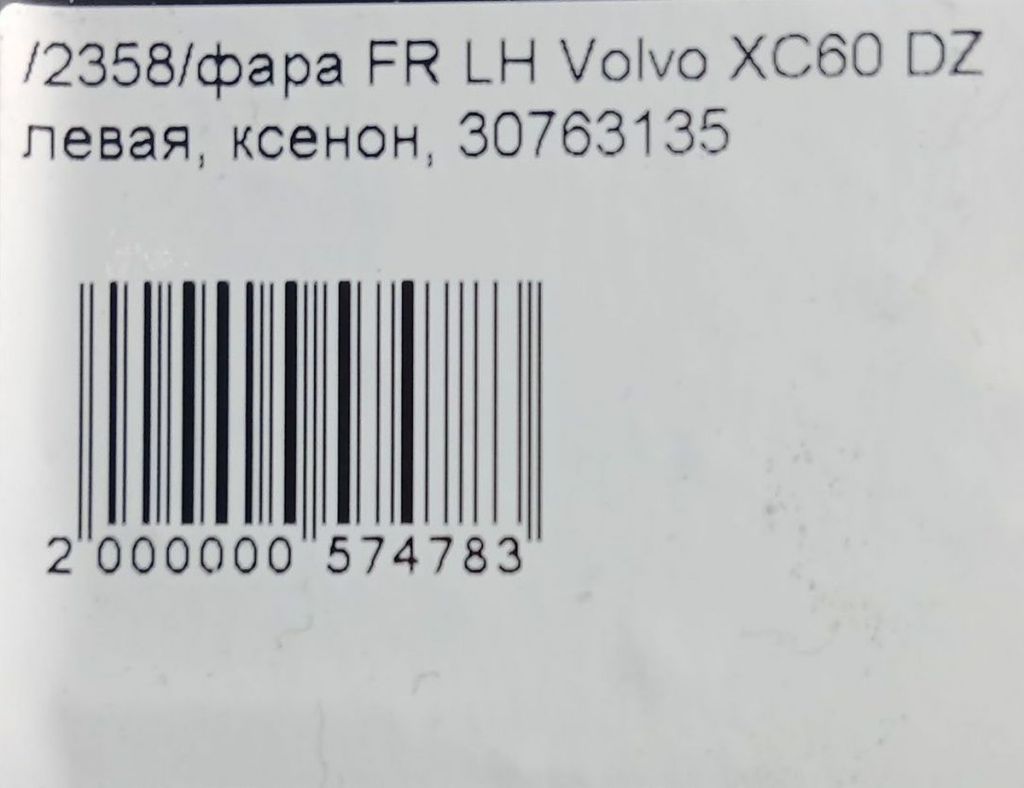 /2358/фара FR LH Volvo XC60 DZ
левая, ксенон, 30763135
2 000000 574783